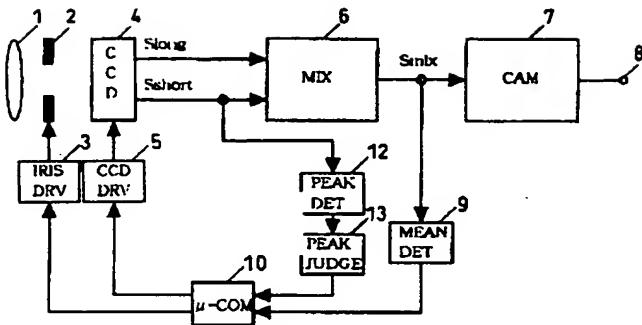 1 2 4 6 7
C
C
D
Slong
Sshort
MIX
Smix
CAM
8
3 5
IRIS
DRV
CCD
DRV
12
PEAK
DET
13
PEAK
JUDGE
9
MEAN
DET
10
μ-COM